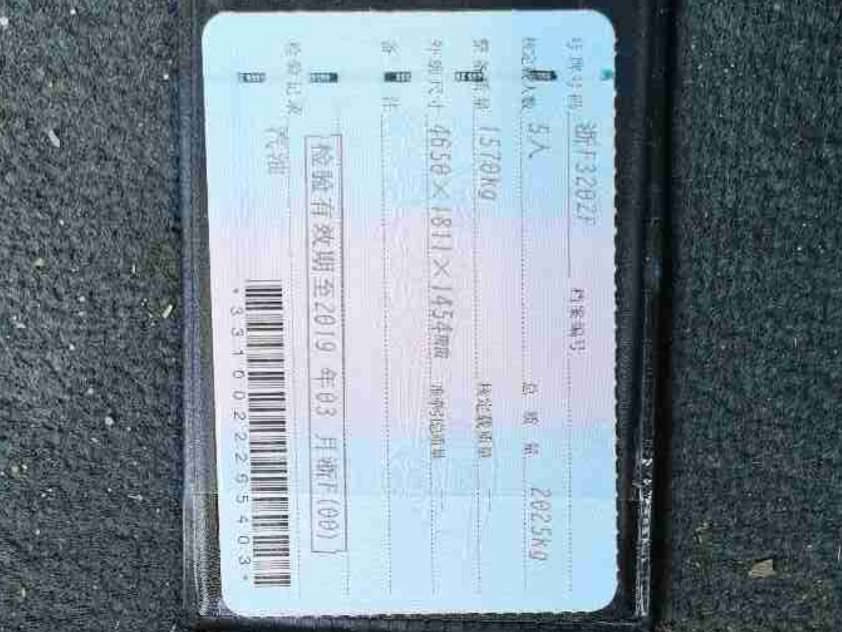 号牌号码 浙F3202F 档案编号
核定载人数 5人 总质量 2025kg
整备质量 1570kg 核定载质量 --
外廓尺寸 4650×1811×1454mm 准牵引总质量 --
备注
检验有效期至2019年03月浙F(00)
检验记录
汽油
*3310022265403*